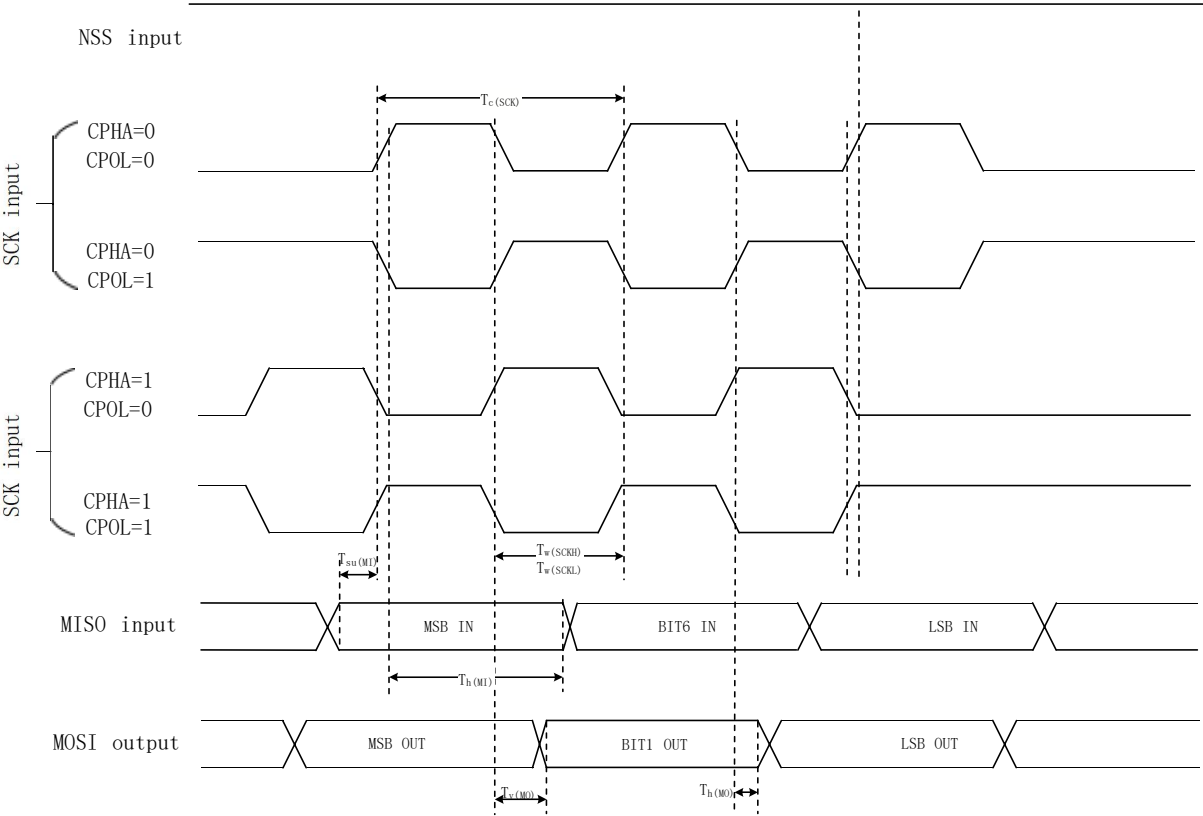 NSS input
Tc(SCK)
SCK input
CPHA=0
CPOL=0
CPHA=0
CPOL=1
SCK input
CPHA=1
CPOL=0
CPHA=1
CPOL=1
Tw(SCKH)
Tw(SCKL)
Tsu(MI)
MISO input
MSB IN
BIT6 IN
LSB IN
Th(MI)
MOSI output
MSB OUT
BIT1 OUT
LSB OUT
Tv(MO)
Th(MO)